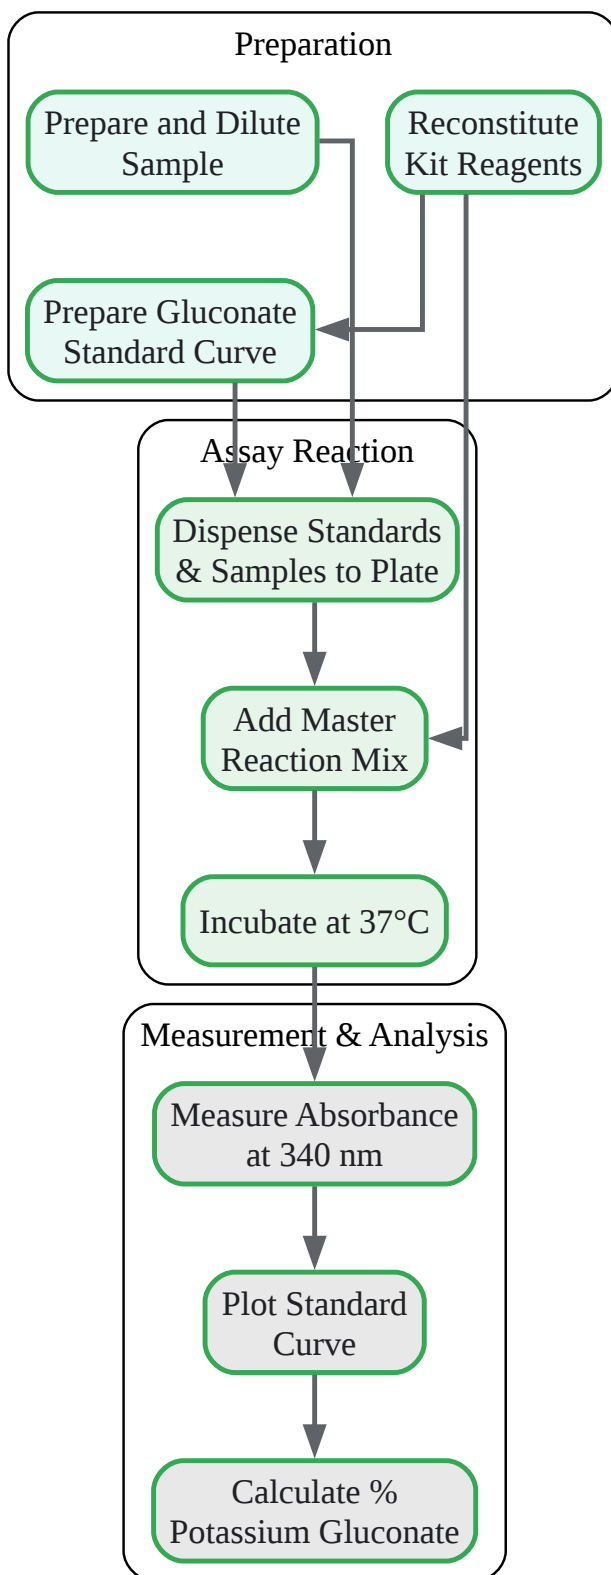 Preparation
Prepare and Dilute
Sample
Reconstitute
Kit Reagents
Prepare Gluconate
Standard Curve
Assay Reaction
Dispense Standards
& Samples to Plate
Add Master
Reaction Mix
Incubate at 37°C
Measurement & Analysis
Measure Absorbance
at 340 nm
Plot Standard
Curve
Calculate %
Potassium Gluconate